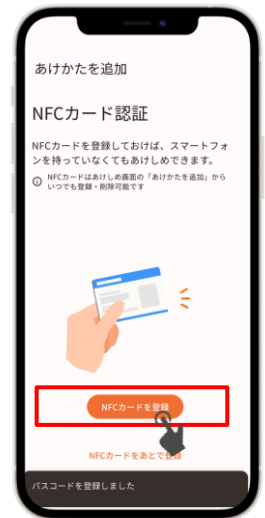 あけかたを追加
NFCカード認証
NFCカードを登録しておけば、スマートフォ
ンを持っていなくてもあけしめできます。
NFCカードはあけしめ画面の「あけかたを追加」から
いつでも登録・削除可能です
NFCカードを登録
NFCカードをあとで登録
パスコードを登録しました